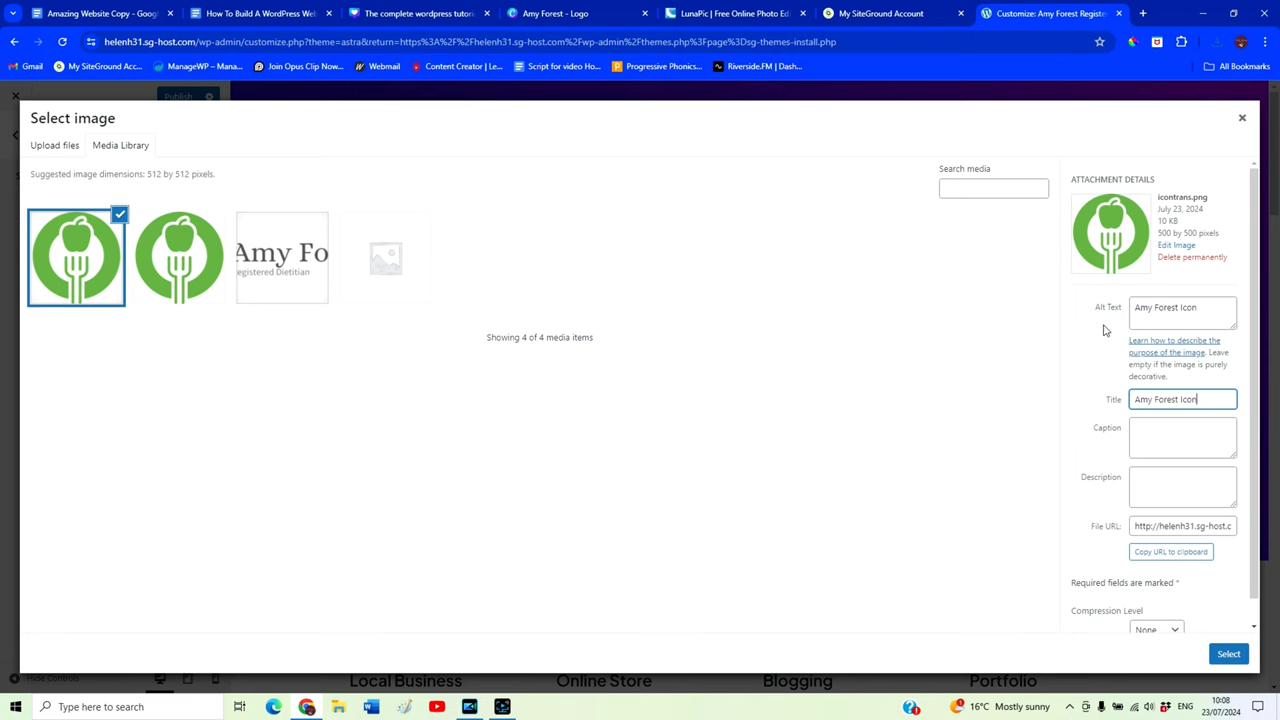 Amazing Website Copy - Goog
How To Build A WordPress Web
The complete wordpress tutori
Amy Forest - Logo
LunaPic | Free Online Photo Edi
My SiteGround Account
Customize: Amy Forest Registe
helenh31.sg-host.com/wp-admin/customize.php?theme=astra&return=https%3A%2F%2Fhelenh31.sg-host.com%2Fwp-admin%2Fthemes.php%3Fpage%3Dsg-themes-install.php
Gmail
My SiteGround Acc...
ManageWP – Mana...
Join Opus Clip Now...
Webmail
Content Creator | Le...
Script for video Ho...
Progressive Phonics...
Riverside.FM | Dash...
All Bookmarks
Publish
Select image
Upload files
Media Library
Suggested image dimensions: 512 by 512 pixels.
Search media
Amy Fo
egistered Dietitian
Showing 4 of 4 media items
ATTACHMENT DETAILS
icontrans.png
July 23, 2024
10 KB
500 by 500 pixels
Edit Image
Delete permanently
Alt Text
Amy Forest Icon
Learn how to describe the
purpose of the image. Leave
empty if the image is purely
decorative.
Title
Amy Forest Icon
Caption
Description
File URL:
http://helenh31.sg-host.c
Copy URL to clipboard
Required fields are marked *
Compression Level
None
Select
Hide Controls
Local Business
Online Store
Blogging
Portfolio
Type here to search
16°C Mostly sunny
ENG
10:08
23/07/2024